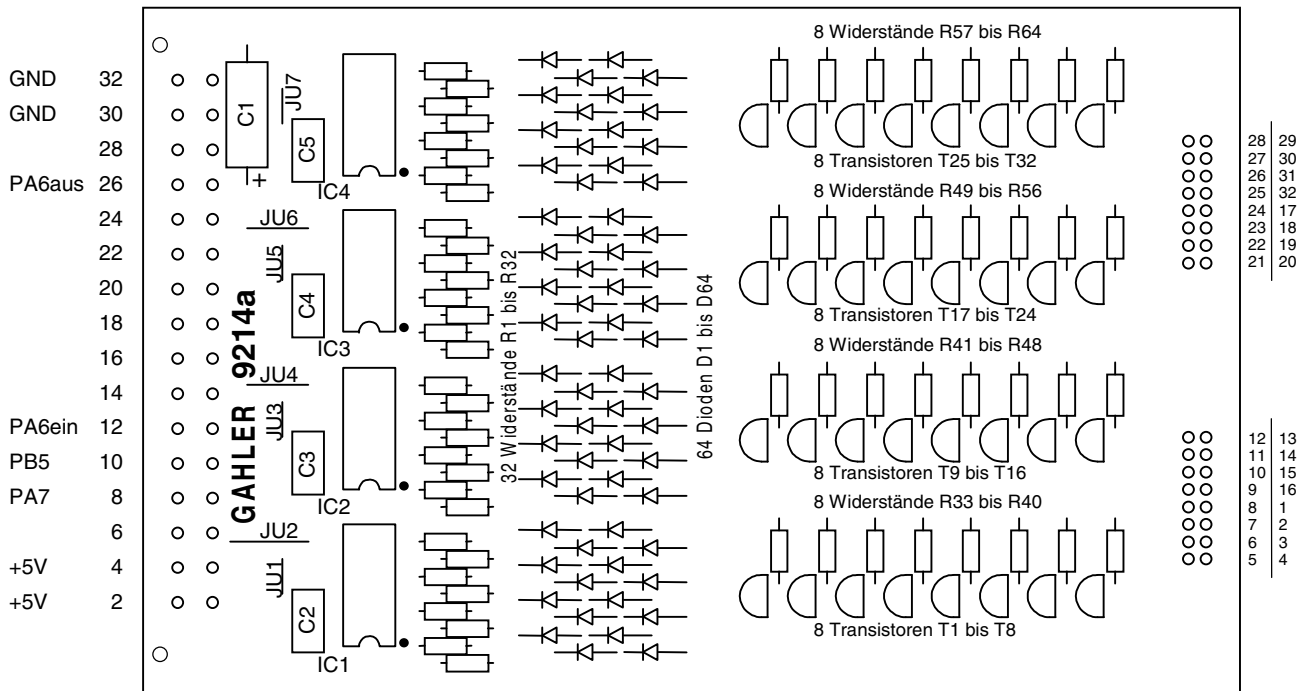 GND 32
GND 30
28
PA6aus 26
24
22
20
18
16
14
PA6ein 12
PB5 10
PA7 8
6
+5V 4
+5V 2
C1
+
JU7
C5
IC4
JU6
JU5
C4
IC3
GAHLER 9214a
JU4
JU3
C3
IC2
JU2
JU1
C2
IC1
32 Widerstände R1 bis R32
64 Dioden D1 bis D64
8 Widerstände R57 bis R64
8 Transistoren T25 bis T32
8 Widerstände R49 bis R56
8 Transistoren T17 bis T24
8 Widerstände R41 bis R48
8 Transistoren T9 bis T16
8 Widerstände R33 bis R40
8 Transistoren T1 bis T8
28 29
27 30
26 31
25 32
24 17
23 18
22 19
21 20
12 13
11 14
10 15
9 16
8 1
7 2
6 3
5 4